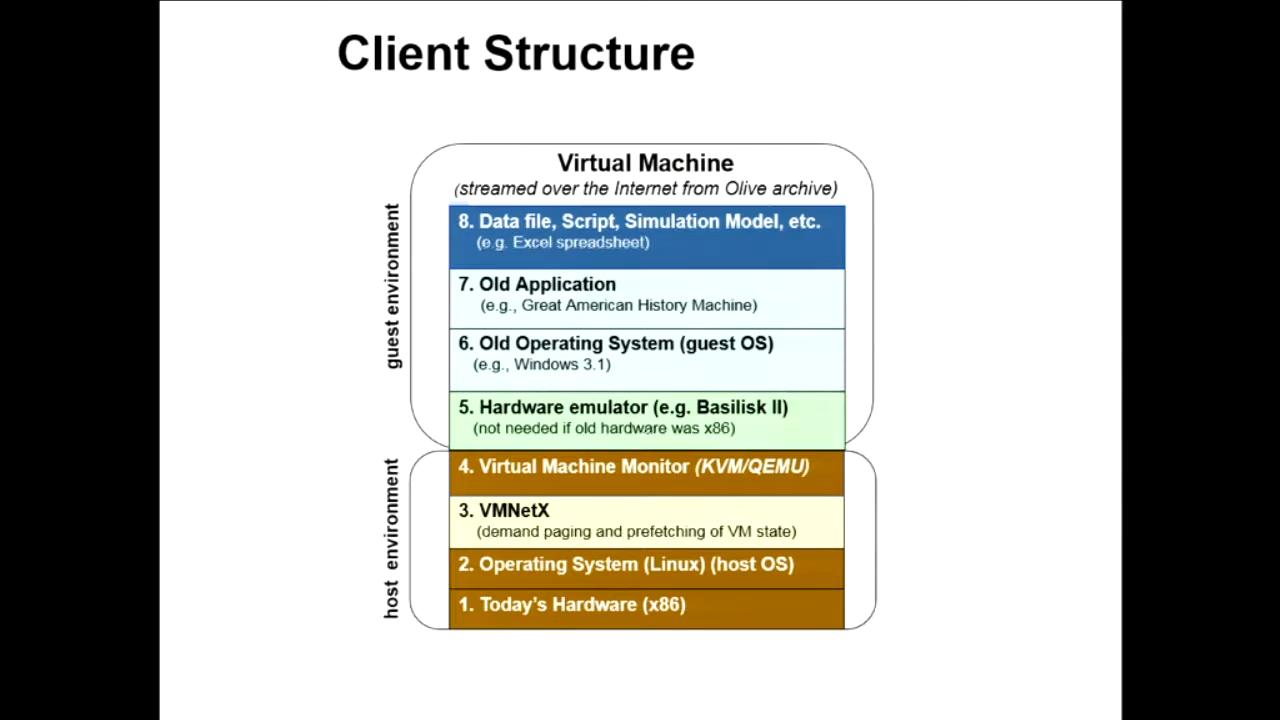 Client Structure
Virtual Machine
(streamed over the Internet from Olive archive)
guest environment
8. Data file, Script, Simulation Model, etc.
(e.g. Excel spreadsheet)
7. Old Application
(e.g., Great American History Machine)
6. Old Operating System (guest OS)
(e.g., Windows 3.1)
5. Hardware emulator (e.g. Basilisk II)
(not needed if old hardware was x86)
host environment
4. Virtual Machine Monitor (KVM/QEMU)
3. VMNetX
(demand paging and prefetching of VM state)
2. Operating System (Linux) (host OS)
1. Today's Hardware (x86)